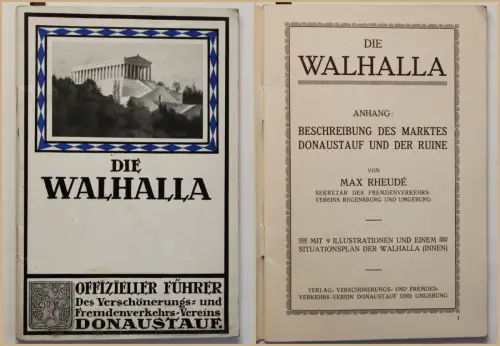 DIE
WALHALLA
OFFIZIELLER FÜHRER
Des Verschönerungs- und
Fremdenverkehrs-Vereins
DONAUSTAUF
DIE
WALHALLA
ANHANG:
BESCHREIBUNG DES MARKTES
DONAUSTAUF UND DER RUINE
VON
MAX RHEUDÉ
SEKRETÄR DES FREMDENVERKEHRS-
VEREINS REGENSBURG UND UMGEBUNG
MIT 9 ILLUSTRATIONEN UND EINEM
SITUATIONSPLAN DER WALHALLA (INNEN)
VERLAG: VERSCHÖNERUNGS- UND FREMDEN-
VERKEHRS-VEREIN DONAUSTAUF UND UMGEBUNG